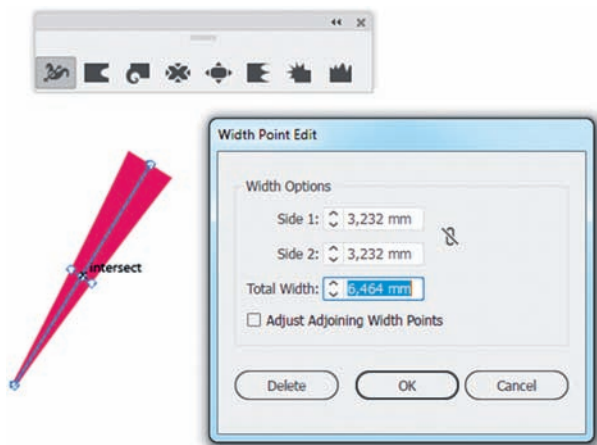 Width Point Edit
Width Options
Side 1: 3,232 mm
Side 2: 3,232 mm
Total Width: 6,464 mm
Adjust Adjoining Width Points
Delete OK Cancel
intersect